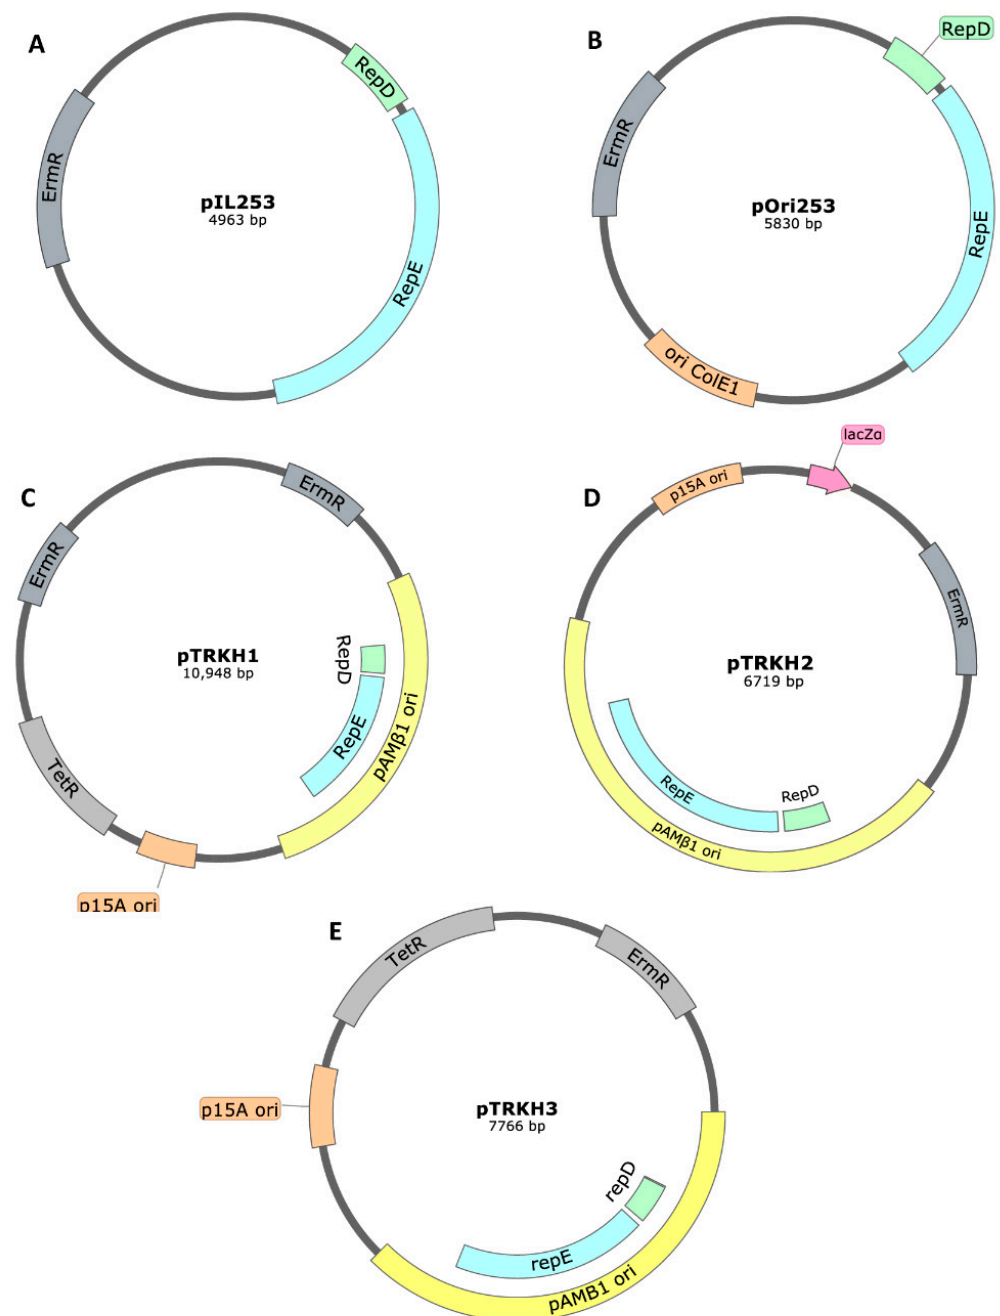 A
RepD
ErmR
pIL253
4963 bp
RepE
B
RepD
ErmR
pOri253
5830 bp
RepE
ori ColE1
C
ErmR
ErmR
pTRKH1
10,948 bp
RepD
RepE
pAMβ1 ori
TetR
p15A ori
D
lacZα
p15A ori
ErmR
pTRKH2
6719 bp
RepE
RepD
pAMβ1 ori
E
TetR
ErmR
p15A ori
pTRKH3
7766 bp
repD
repE
pAMB1 ori